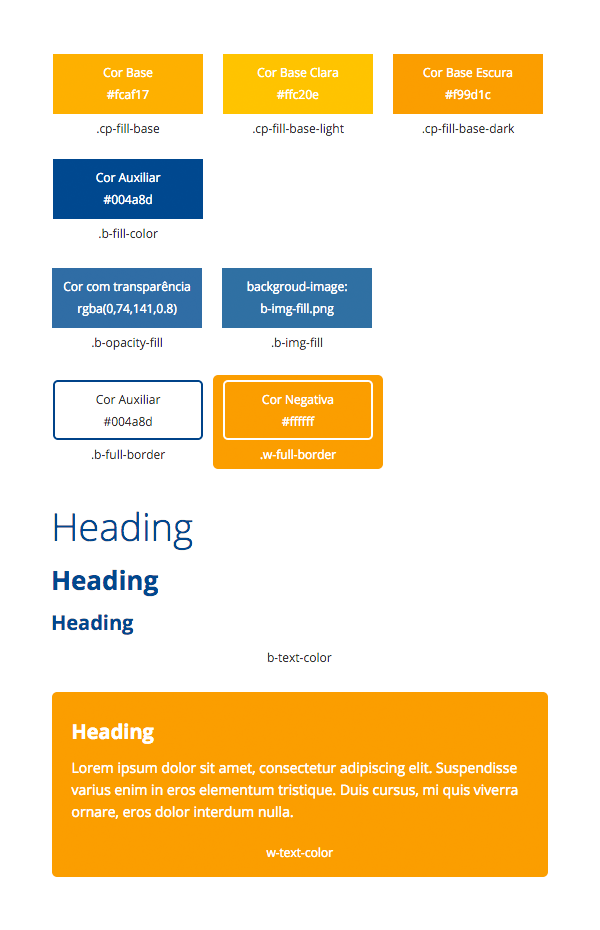 Cor Base
#fcaf17
.cp-fill-base
Cor Base Clara
#ffc20e
.cp-fill-base-light
Cor Base Escura
#f99d1c
.cp-fill-base-dark
Cor Auxiliar
#004a8d
.b-fill-color
Cor com transparência
rgba(0,74,141,0.8)
.b-opacity-fill
backgroud-image:
b-img-fill.png
.b-img-fill
Cor Auxiliar
#004a8d
.b-full-border
Cor Negativa
#ffffff
.w-full-border
Heading
Heading
Heading
b-text-color
Heading
Lorem ipsum dolor sit amet, consectetur adipiscing elit. Suspendisse
varius enim in eros elementum tristique. Duis cursus, mi quis viverra
ornare, eros dolor interdum nulla.
w-text-color